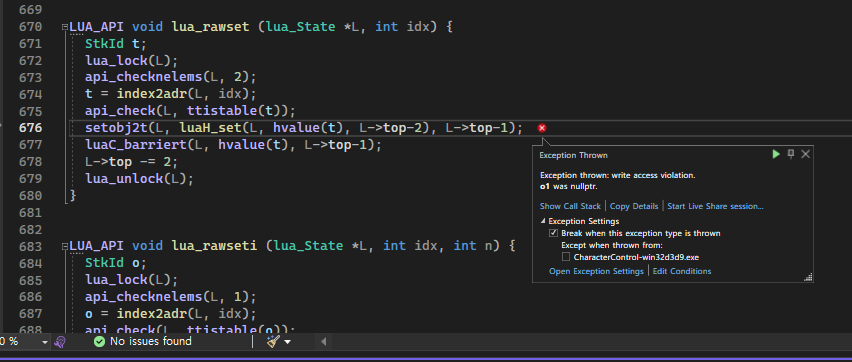 669
670 LUA_API void lua_rawset (lua_State *L, int idx) {
671 StkId t;
672 lua_lock(L);
673 api_checknelems(L, 2);
674 t = index2adr(L, idx);
675 api_check(L, ttistable(t));
676 setobj2t(L, luaH_set(L, hvalue(t), L->top-2), L->top-1);
677 luaC_barriert(L, hvalue(t), L->top-1);
678 L->top -= 2;
679 lua_unlock(L);
680 }
681
682
683 LUA_API void lua_rawseti (lua_State *L, int idx, int n) {
684 StkId o;
685 lua_lock(L);
686 api_checknelems(L, 1);
687 o = index2adr(L, idx);
688 api_check(L, ttistable(o));
Exception Thrown
Exception thrown: write access violation.
o1 was nullptr.
Show Call Stack | Copy Details | Start Live Share session...
Exception Settings
Break when this exception type is thrown
Except when thrown from:
CharacterControl-win32d3d9.exe
Open Exception Settings | Edit Conditions
0 % No issues found